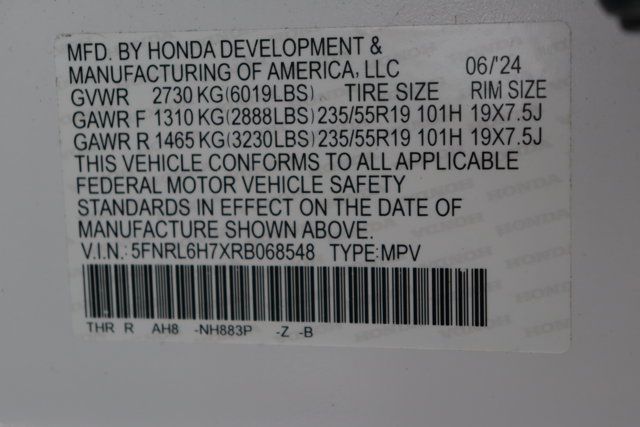 MFD. BY HONDA DEVELOPMENT &
MANUFACTURING OF AMERICA, LLC 06/'24
GVWR 2730 KG(6019LBS) TIRE SIZE RIM SIZE
GAWR F 1310 KG(2888LBS) 235/55R19 101H 19X7.5J
GAWR R 1465 KG(3230LBS) 235/55R19 101H 19X7.5J
THIS VEHICLE CONFORMS TO ALL APPLICABLE
FEDERAL MOTOR VEHICLE SAFETY
STANDARDS IN EFFECT ON THE DATE OF
MANUFACTURE SHOWN ABOVE.
V.I.N.: 5FNRL6H7XRB068548 TYPE:MPV
THR R AH8 -NH883P -Z -B